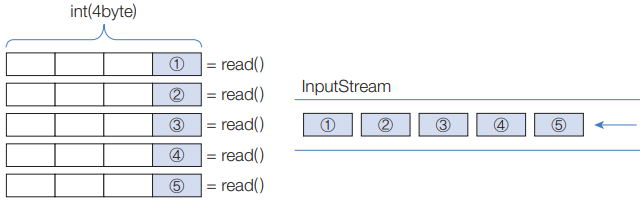 int(4byte)
① = read()
② = read()
③ = read()
④ = read()
⑤ = read()
InputStream
① ② ③ ④ ⑤